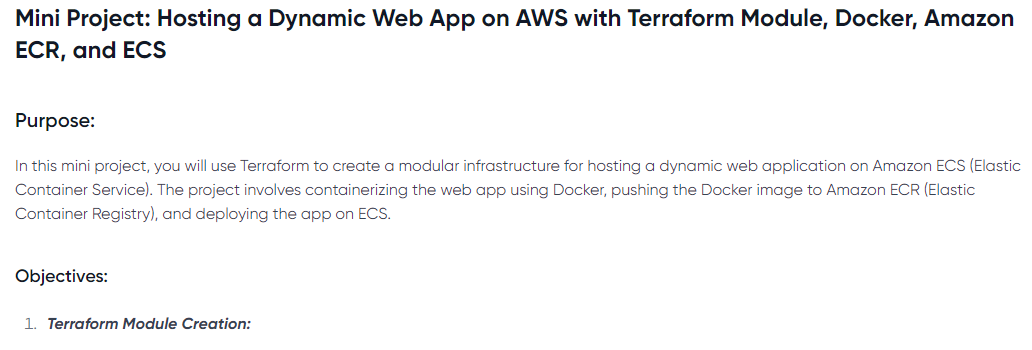 Mini Project: Hosting a Dynamic Web App on AWS with Terraform Module, Docker, Amazon
ECR, and ECS
Purpose:
In this mini project, you will use Terraform to create a modular infrastructure for hosting a dynamic web application on Amazon ECS (Elastic
Container Service). The project involves containerizing the web app using Docker, pushing the Docker image to Amazon ECR (Elastic
Container Registry), and deploying the app on ECS.
Objectives:
1. Terraform Module Creation: